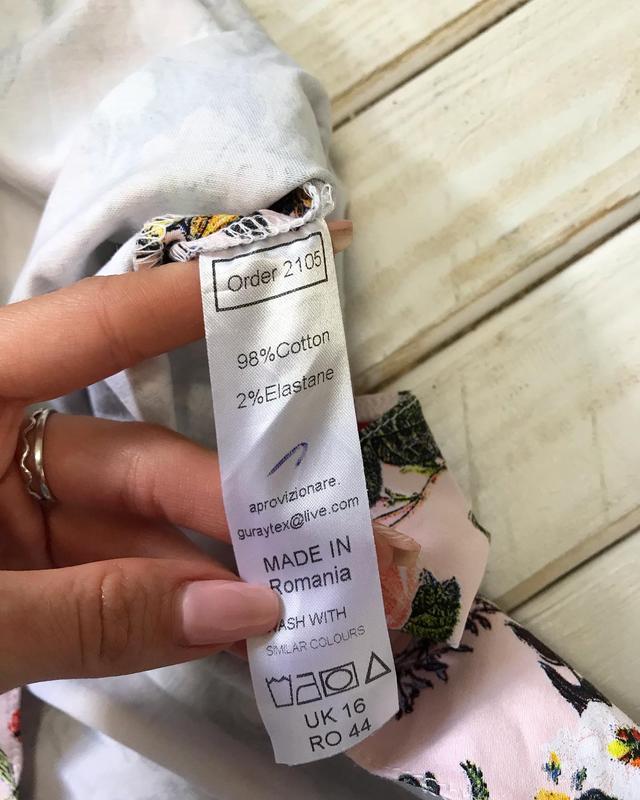 Order 2105
98%Cotton
2%Elastane
aprovizionare.
guraytex@live.com
MADE IN
Romania
WASH WITH
SIMILAR COLOURS
UK 16
RO 44